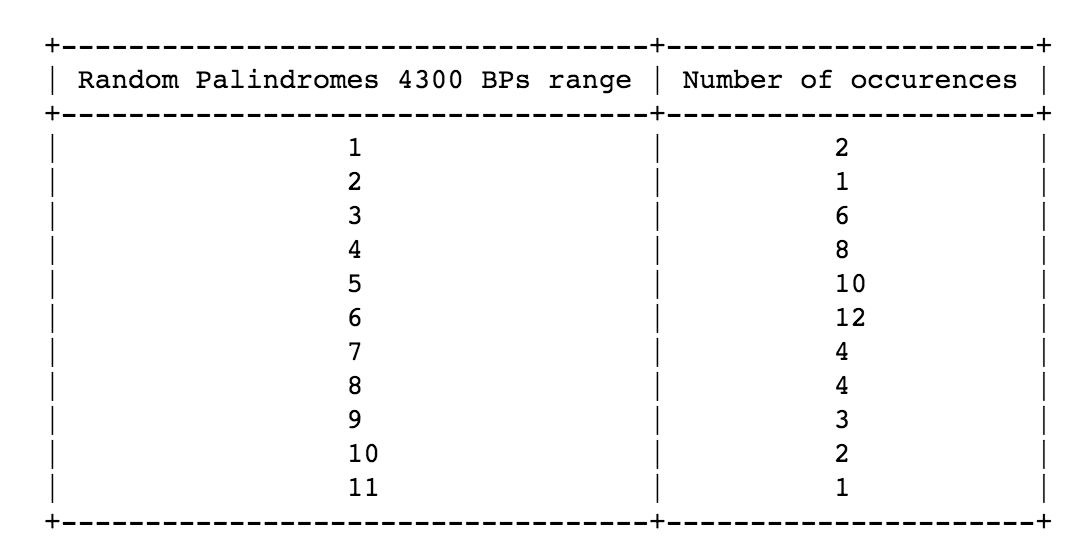 +-----------------------------------+----------------------+
| Random Palindromes 4300 BPs range | Number of occurences |
+-----------------------------------+----------------------+
|                 1                 |          2           |
|                 2                 |          1           |
|                 3                 |          6           |
|                 4                 |          8           |
|                 5                 |          10          |
|                 6                 |          12          |
|                 7                 |          4           |
|                 8                 |          4           |
|                 9                 |          3           |
|                 10                |          2           |
|                 11                |          1           |
+-----------------------------------+----------------------+